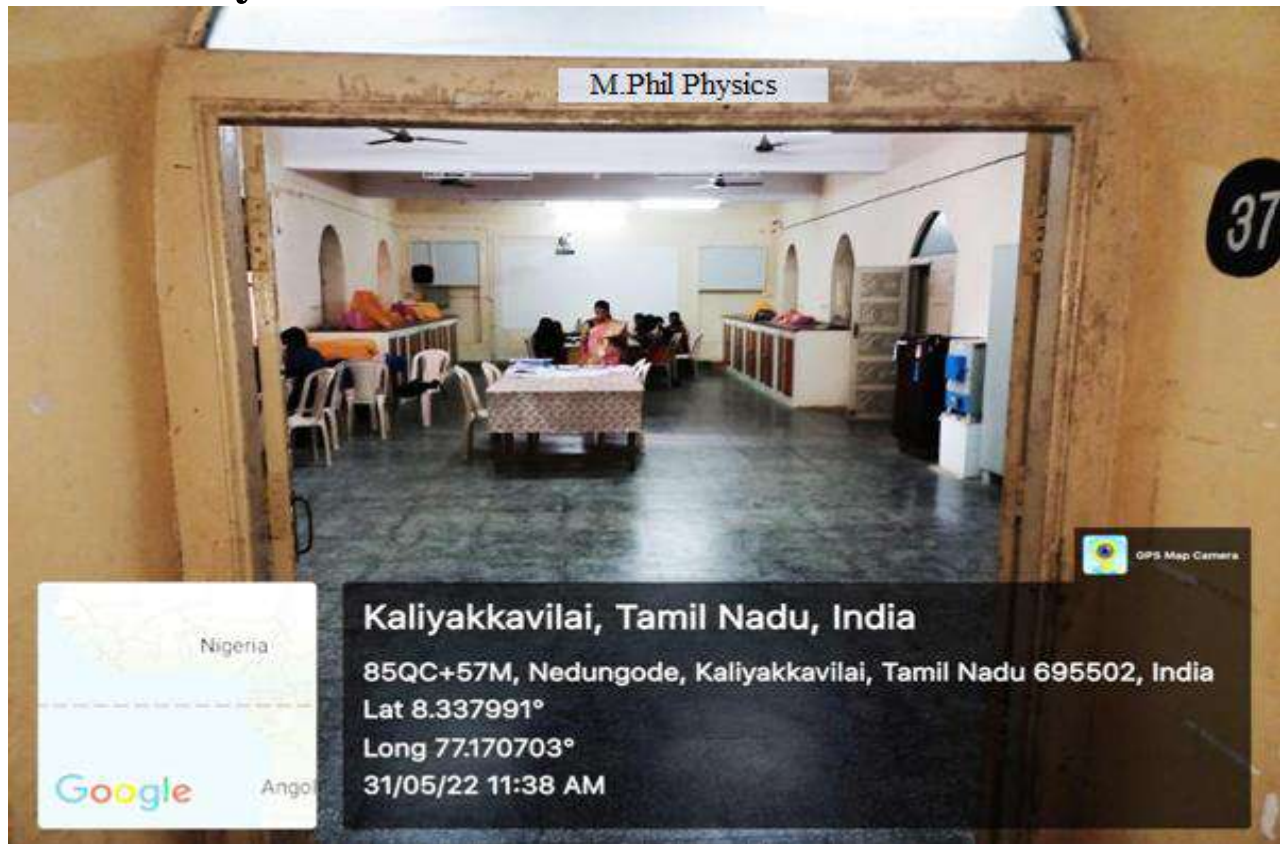 M.Phil Physics
37
GPS Map Camera
Nigeria
Google
Angol
Kaliyakkavilai, Tamil Nadu, India
85QC+57M, Nedungode, Kaliyakkavilai, Tamil Nadu 695502, India
Lat 8.337991°
Long 77.170703°
31/05/22 11:38 AM